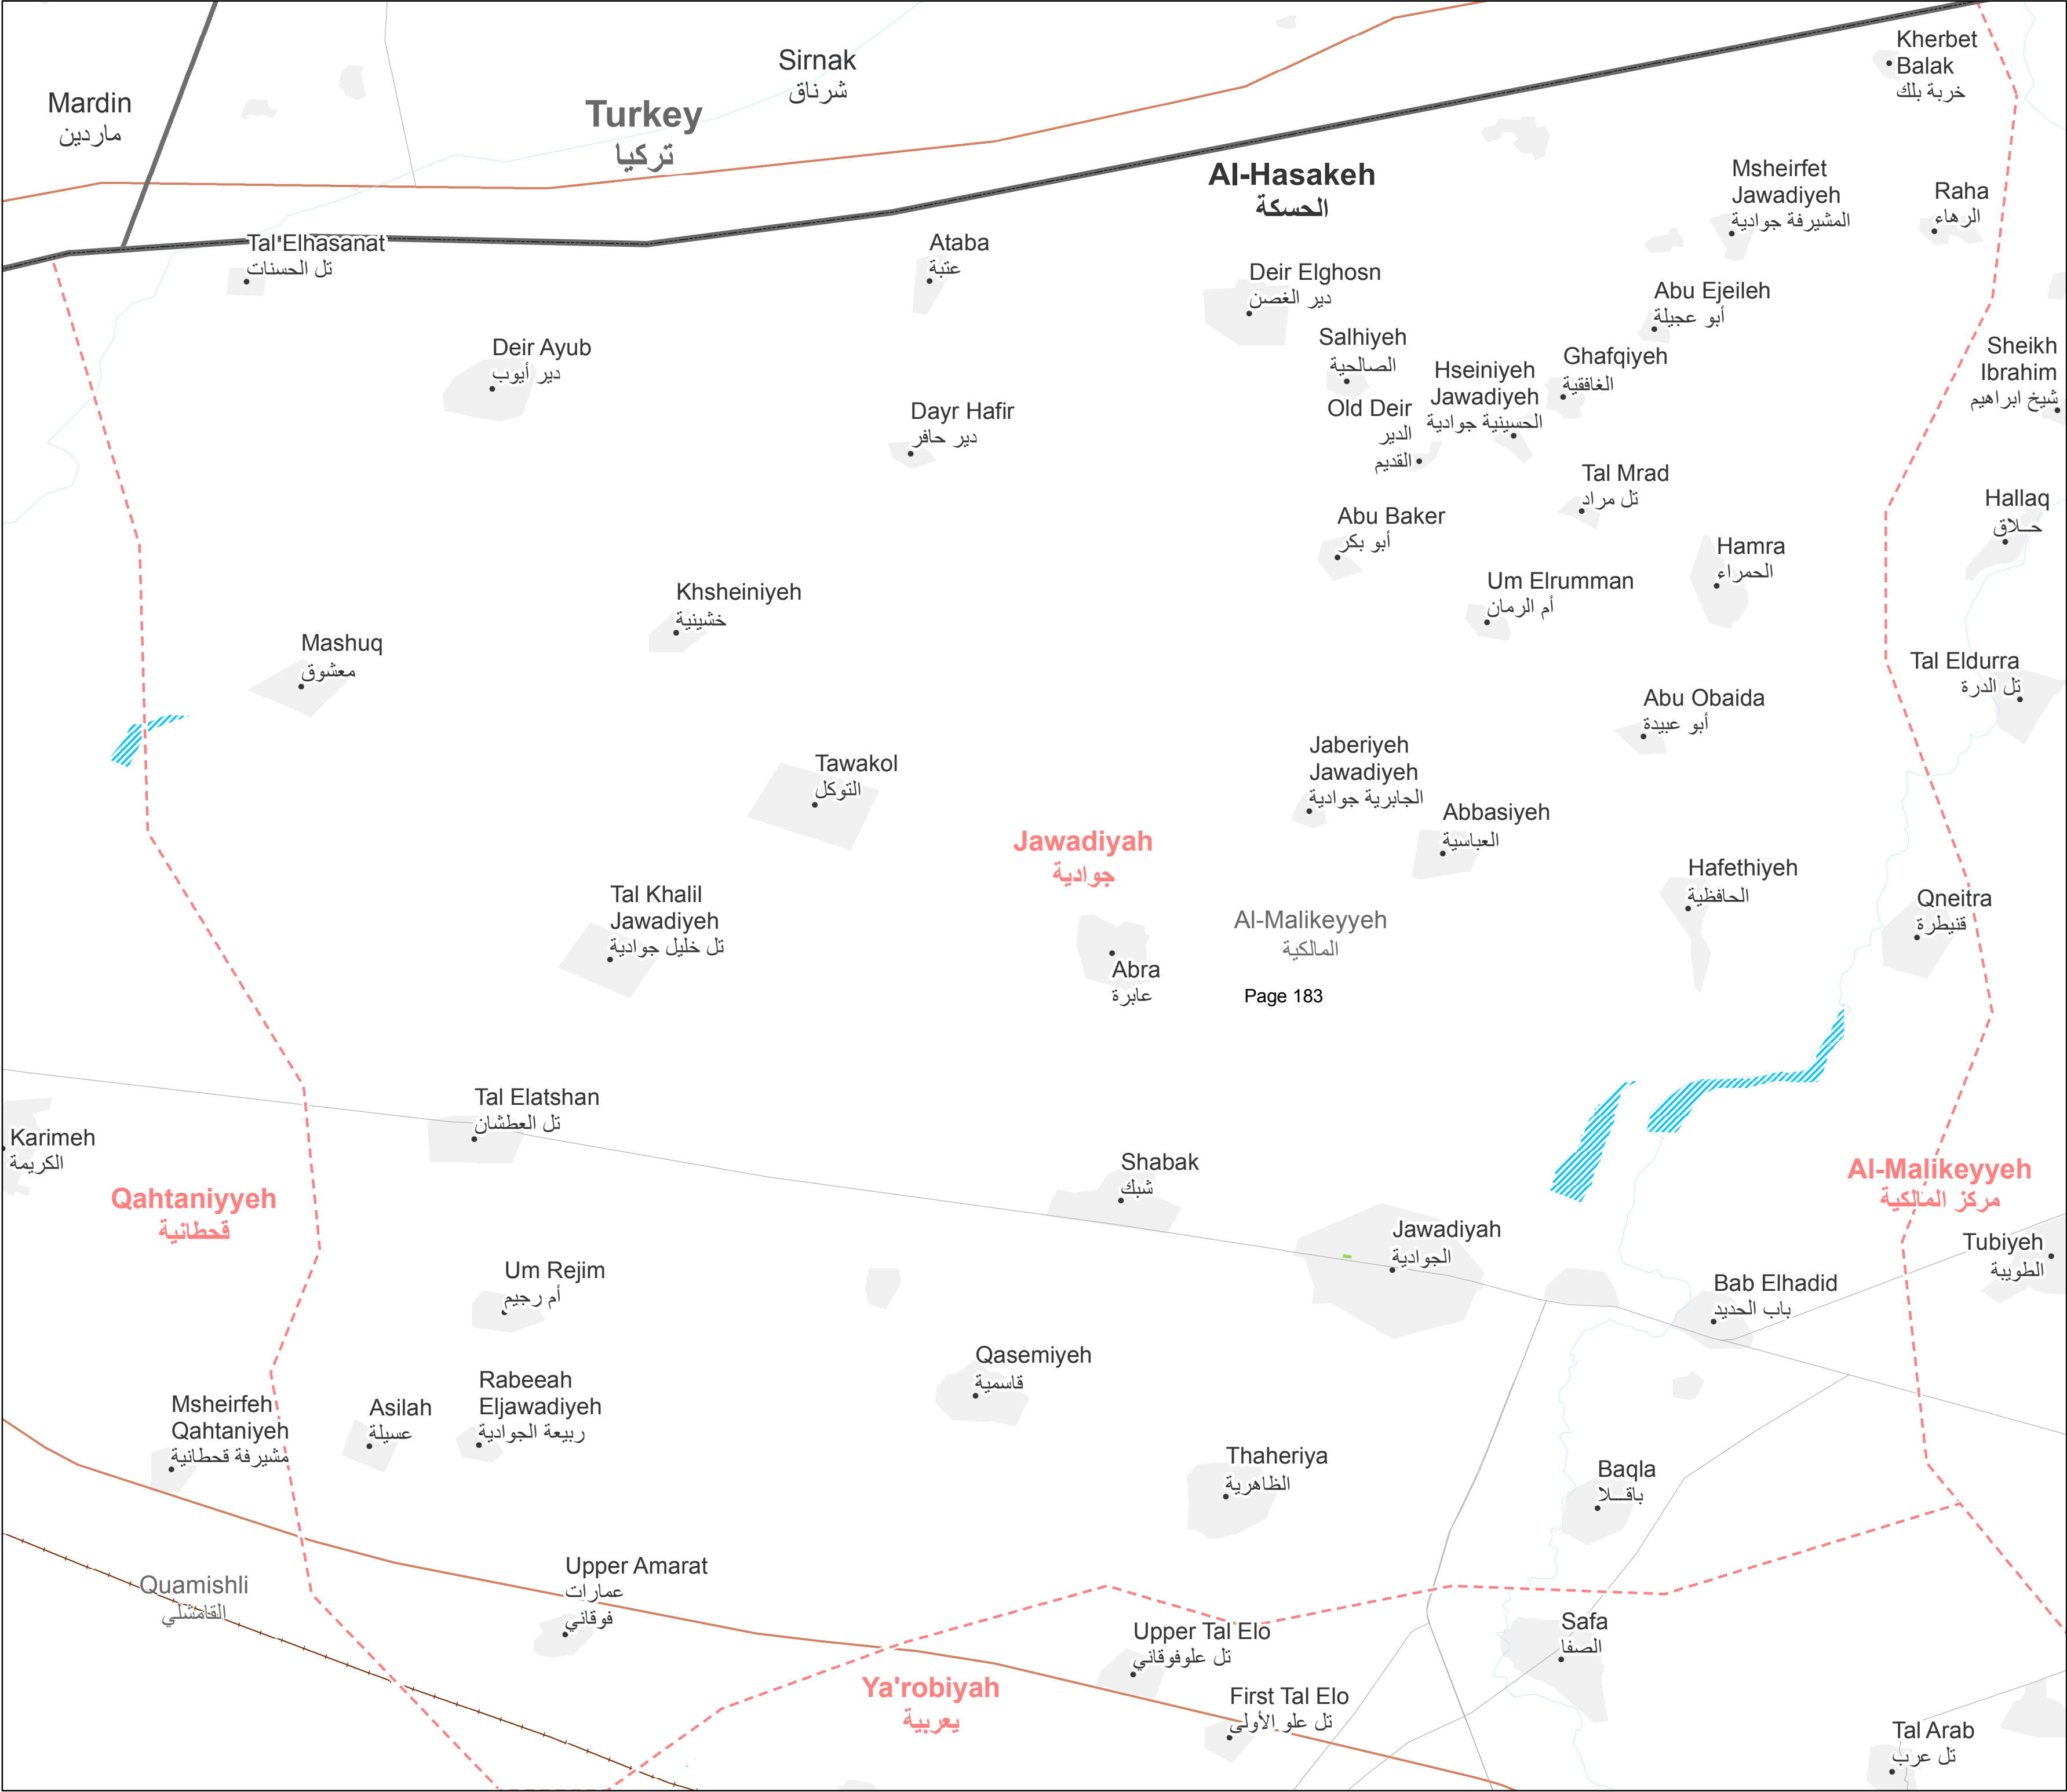 Kherbet
Balak
خربة بلك
Sirnak
شرناق
Mardin
ماردين
Turkey
تركيا
Al-Hasakeh
الحسكة
Msheirfet
Jawadiyeh
المشيرفة جوادية
Raha
الرهاء
Tal Elhasanat
تل الحسنات
Ataba
عتبة
Deir Elghosn
دير الغصن
Abu Ejeileh
أبو عجيلة
Salhiyeh
الصالحية
Deir Ayub
دير أيوب
Ghafqiyeh
الغافقية
Sheikh
Ibrahim
شيخ ابراهيم
Hseiniyeh
Jawadiyeh
الحسينية جوادية
Old Deir
الدير
القديم
Dayr Hafir
دير حافر
Tal Mrad
تل مراد
Hallaq
حـــلاق
Abu Baker
أبو بكر
Hamra
الحمراء
Um Elrumman
أم الرمان
Khsheiniyeh
خشينية
Mashuq
معشوق
Tal Eldurra
تل الدرة
Abu Obaida
أبو عبيدة
Jaberiyeh
Jawadiyeh
الجابرية جوادية
Tawakol
التوكل
Abbasiyeh
العباسية
Jawadiyah
جوادية
Hafethiyeh
الحافظية
Tal Khalil
Jawadiyeh
تل خليل جوادية
Qneitra
قنيطرة
Al-Malikeyyeh
المالكية
Abra
عابرة
Page 183
Tal Elatshan
تل العطشان
Karimeh
الكريمة
Shabak
شبك
Al-Malikeyyeh
مركز المالكية
Qahtaniyyeh
قحطانية
Jawadiyah
الجوادية
Tubiyeh
الطويبة
Um Rejim
أم رجيم
Bab Elhadid
باب الحديد
Qasemiyeh
قاسمية
Rabeeah
Eljawadiyeh
ربيعة الجوادية
Msheirfeh
Qahtaniyeh
مشيرفة قحطانية
Asilah
عسيلة
Thaheriya
الظاهرية
Baqla
باقـــلا
Upper Amarat
عمارات
فوقاني
Quamishli
القامشلي
Safa
الصفا
Upper Tal Elo
تل علوفوقاني
Ya'robiyah
يعربية
First Tal Elo
تل علو الأولى
Tal Arab
تل عرب